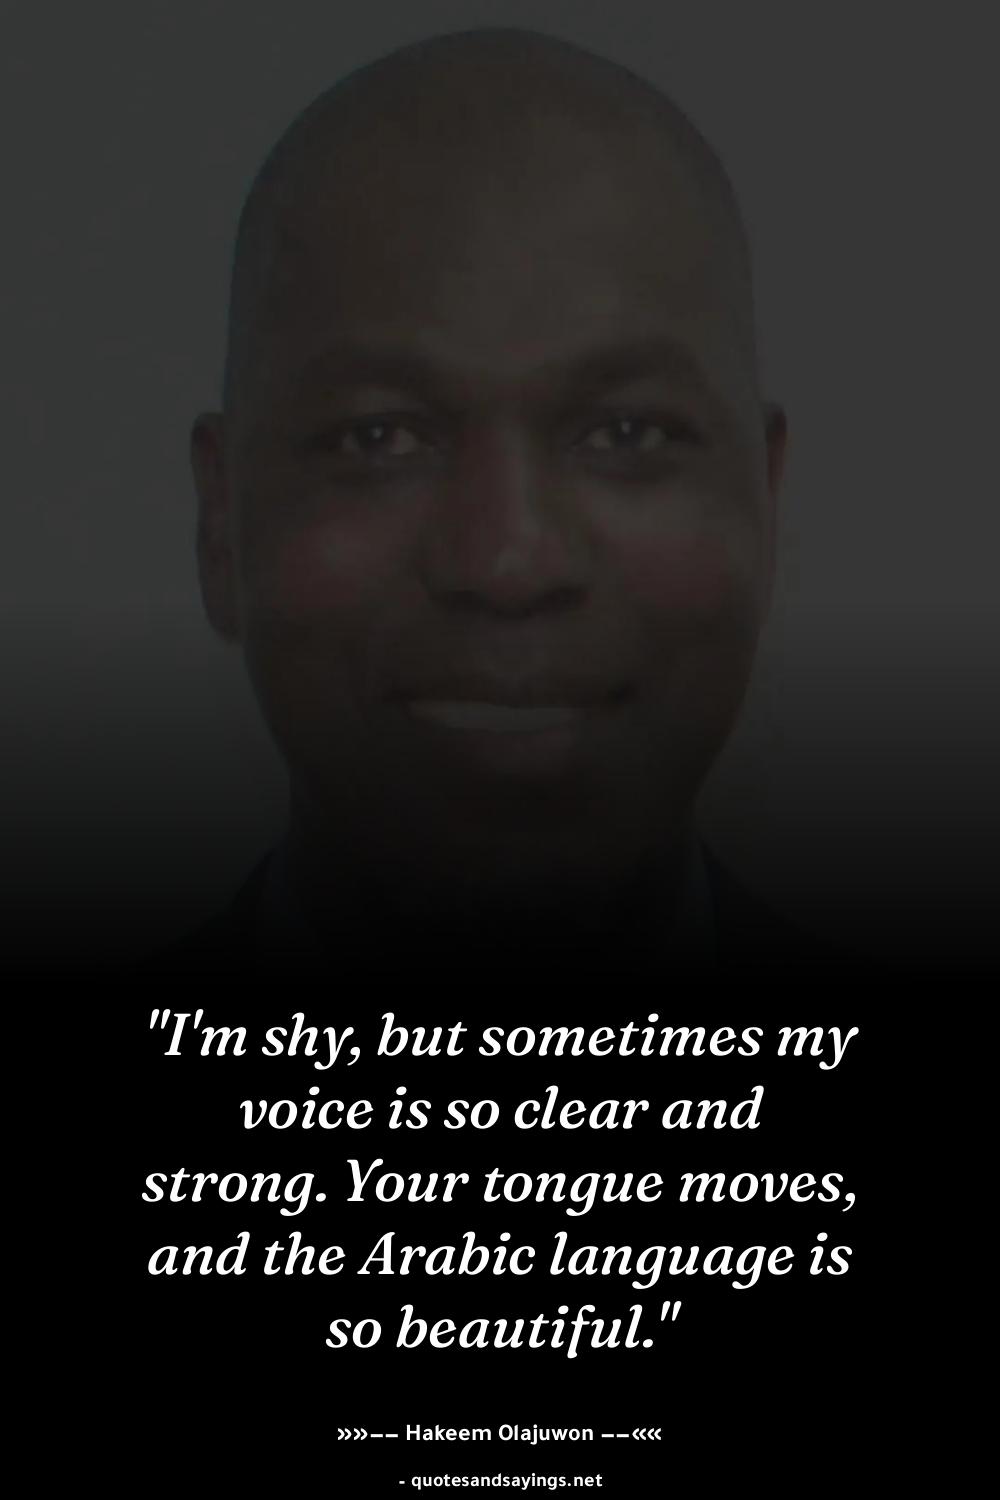 "I'm shy, but sometimes my
voice is so clear and
strong. Your tongue moves,
and the Arabic language is
so beautiful."
»»−− Hakeem Olajuwon −−««
- quotesandsayings.net